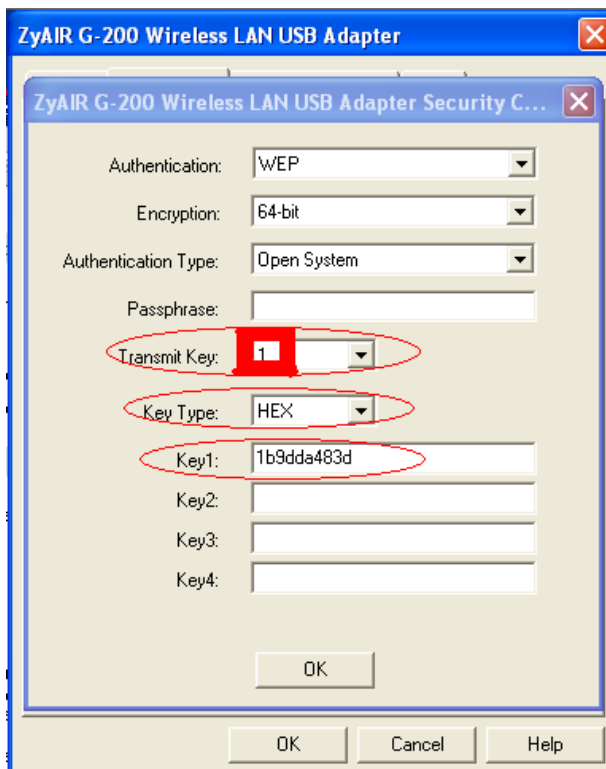 ZyAIR G-200 Wireless LAN USB Adapter
ZyAIR G-200 Wireless LAN USB Adapter Security C...
Authentication: WEP
Encryption: 64-bit
Authentication Type: Open System
Passphrase:
Transmit Key: 1
Key Type: HEX
Key1: 1b9dda483d
Key2:
Key3:
Key4:
OK
OK Cancel Help